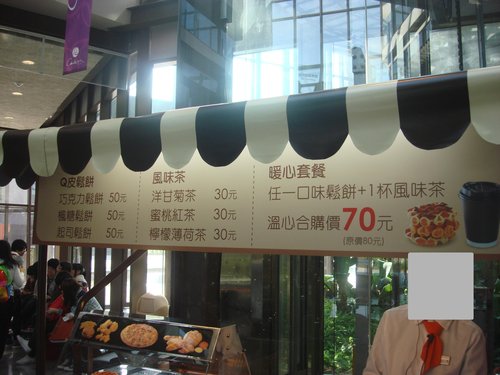 Q皮鬆餅
巧克力鬆餅 50元
楓糖鬆餅 50元
起司鬆餅 50元
風味茶
洋甘菊茶 30元
蜜桃紅茶 30元
檸檬薄荷茶 30元
暖心套餐
任一口味鬆餅+1杯風味茶
溫心合購價70元
(原價80元)